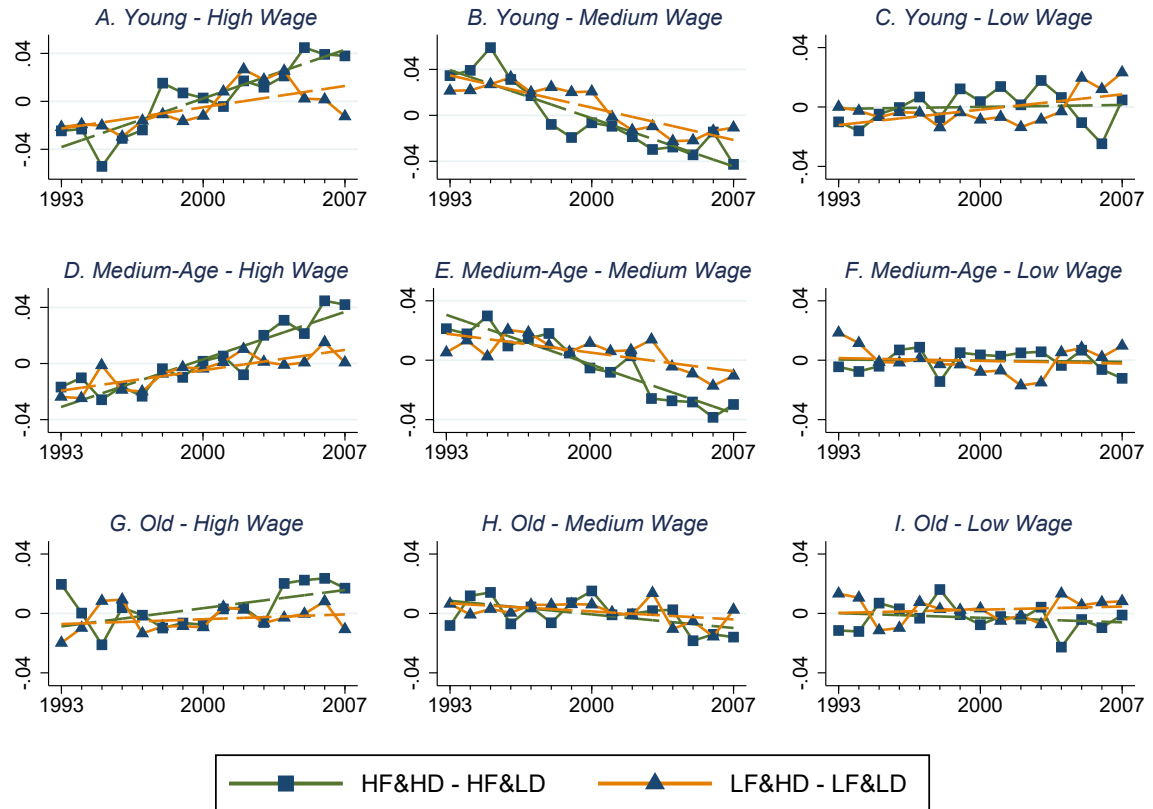 A. Young - High Wage
B. Young - Medium Wage
C. Young - Low Wage
.04
0
-.04
1993 2000 2007
.04
0
-.04
1993 2000 2007
.04
0
-.04
1993 2000 2007
D. Medium-Age - High Wage
E. Medium-Age - Medium Wage
F. Medium-Age - Low Wage
.04
0
-.04
1993 2000 2007
.04
0
-.04
1993 2000 2007
.04
0
-.04
1993 2000 2007
G. Old - High Wage
H. Old - Medium Wage
I. Old - Low Wage
.04
0
-.04
1993 2000 2007
.04
0
-.04
1993 2000 2007
.04
0
-.04
1993 2000 2007
HF&HD - HF&LD
LF&HD - LF&LD